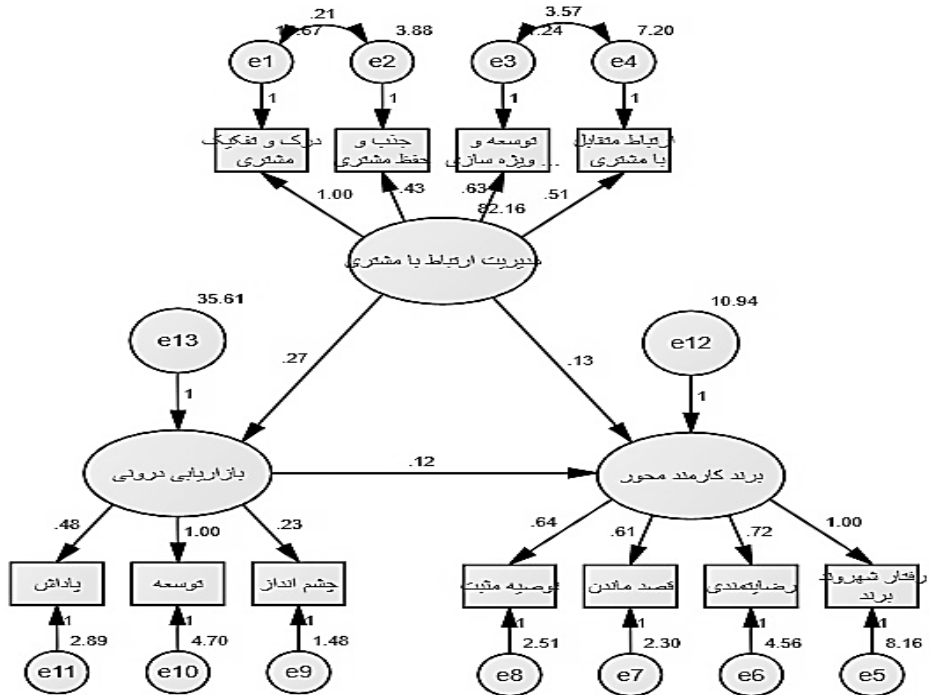 .21
3.88
3.57
7.20
e1
e2
e3
e4
1
1
1
1
درک و تفکیک
مشتری
جذب و
حفظ مشتری
توسعه و
ویژه سازی ...
ارتباط متقابل
با مشتری
1.00
.43
.63
.51
82.16
مدیریت ارتباط با مشتری
35.61
10.94
e13
e12
1
1
.27
.13
بازاریابی درونی
.12
برند کارمند محور
.48
1.00
.23
.64
.61
.72
1.00
پاداش
توسعه
چشم انداز
توصیه مثبت
قصد ماندن
رضایتمندی
رفتار شهروند
برند
1
1
1
1
1
1
1
2.89
4.70
1.48
2.51
2.30
4.56
8.16
e11
e10
e9
e8
e7
e6
e5